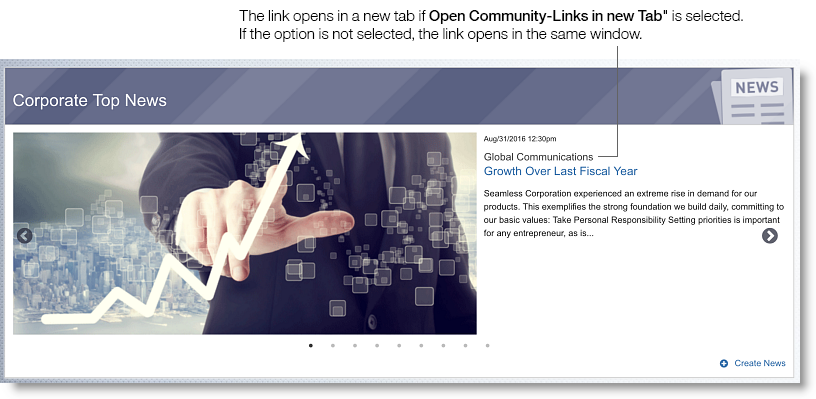 The link opens in a new tab if Open Community-Links in new Tab" is selected.
If the option is not selected, the link opens in the same window.
Corporate Top News
NEWS
Aug/31/2016 12:30pm
Global Communications
Growth Over Last Fiscal Year
Seamless Corporation experienced an extreme rise in demand for our
products. This exemplifies the strong foundation we build daily, committing to
our basic values: Take Personal Responsibility Setting priorities is important
for any entrepreneur, as is...
Create News